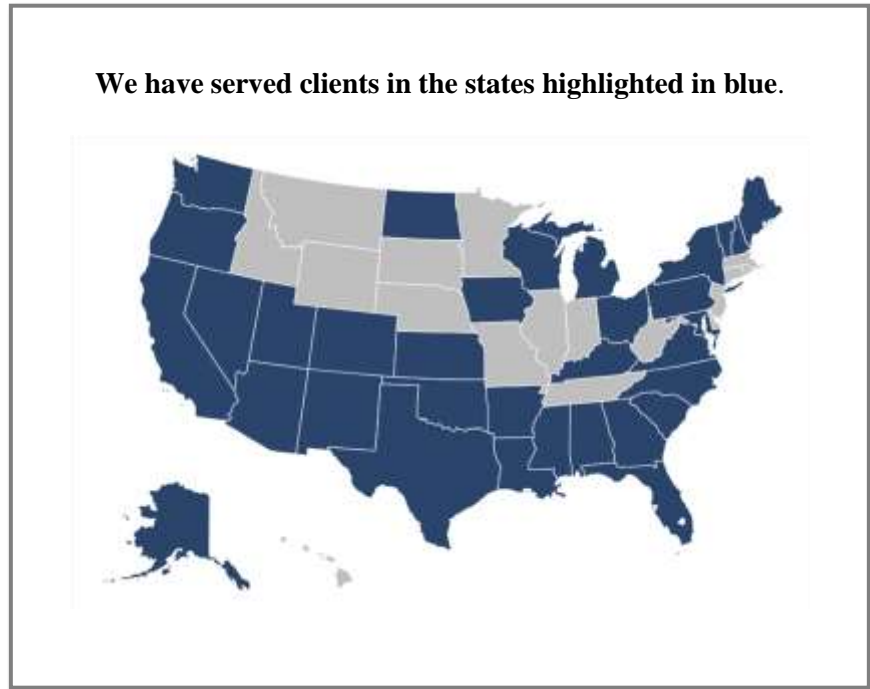 We have served clients in the states highlighted in blue.